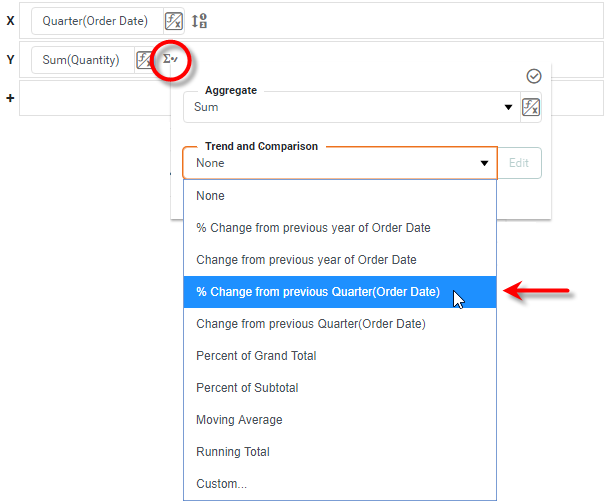 X Quarter(Order Date)
Y Sum(Quantity)
Aggregate
Sum
Trend and Comparison
None
Edit
None
% Change from previous year of Order Date
Change from previous year of Order Date
% Change from previous Quarter(Order Date)
Change from previous Quarter(Order Date)
Percent of Grand Total
Percent of Subtotal
Moving Average
Running Total
Custom...